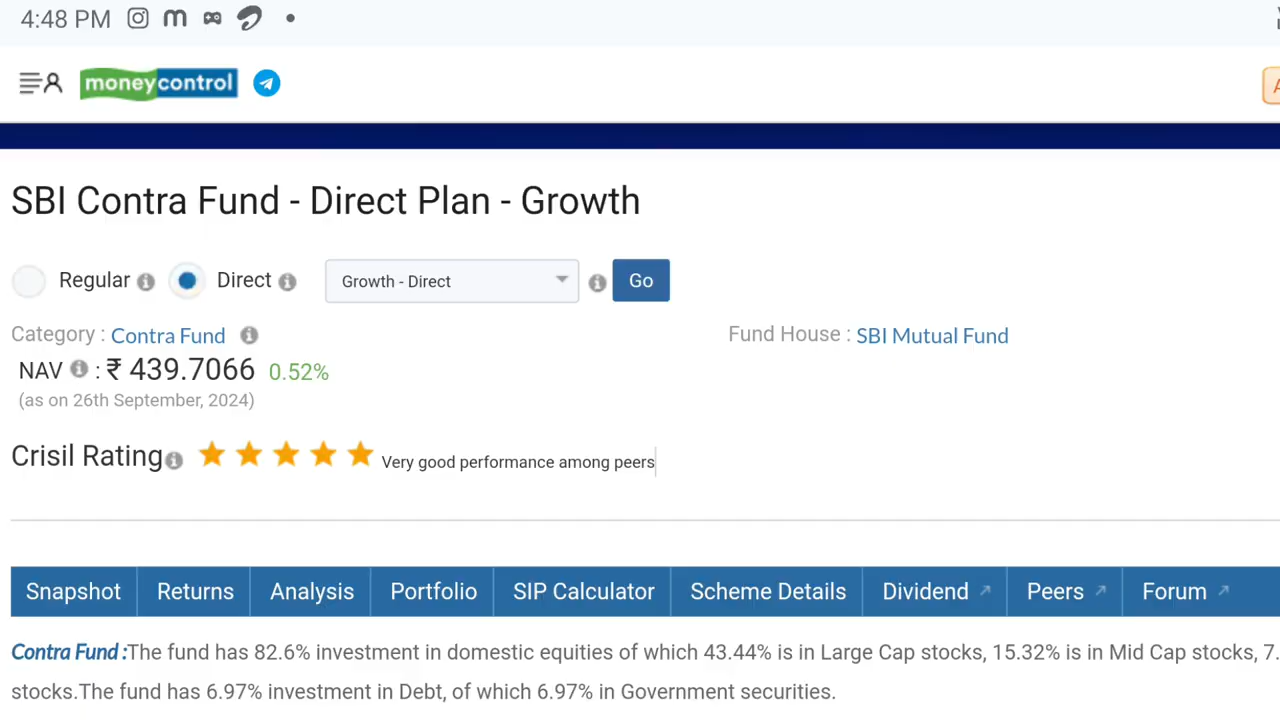 4:48 PM
moneycontrol
SBI Contra Fund - Direct Plan - Growth
Regular Direct Growth - Direct Go
Category : Contra Fund Fund House : SBI Mutual Fund
NAV : ₹ 439.7066 0.52%
(as on 26th September, 2024)
Crisil Rating Very good performance among peers
Snapshot Returns Analysis Portfolio SIP Calculator Scheme Details Dividend Peers Forum
Contra Fund :The fund has 82.6% investment in domestic equities of which 43.44% is in Large Cap stocks, 15.32% is in Mid Cap stocks, 7.
stocks.The fund has 6.97% investment in Debt, of which 6.97% in Government securities.